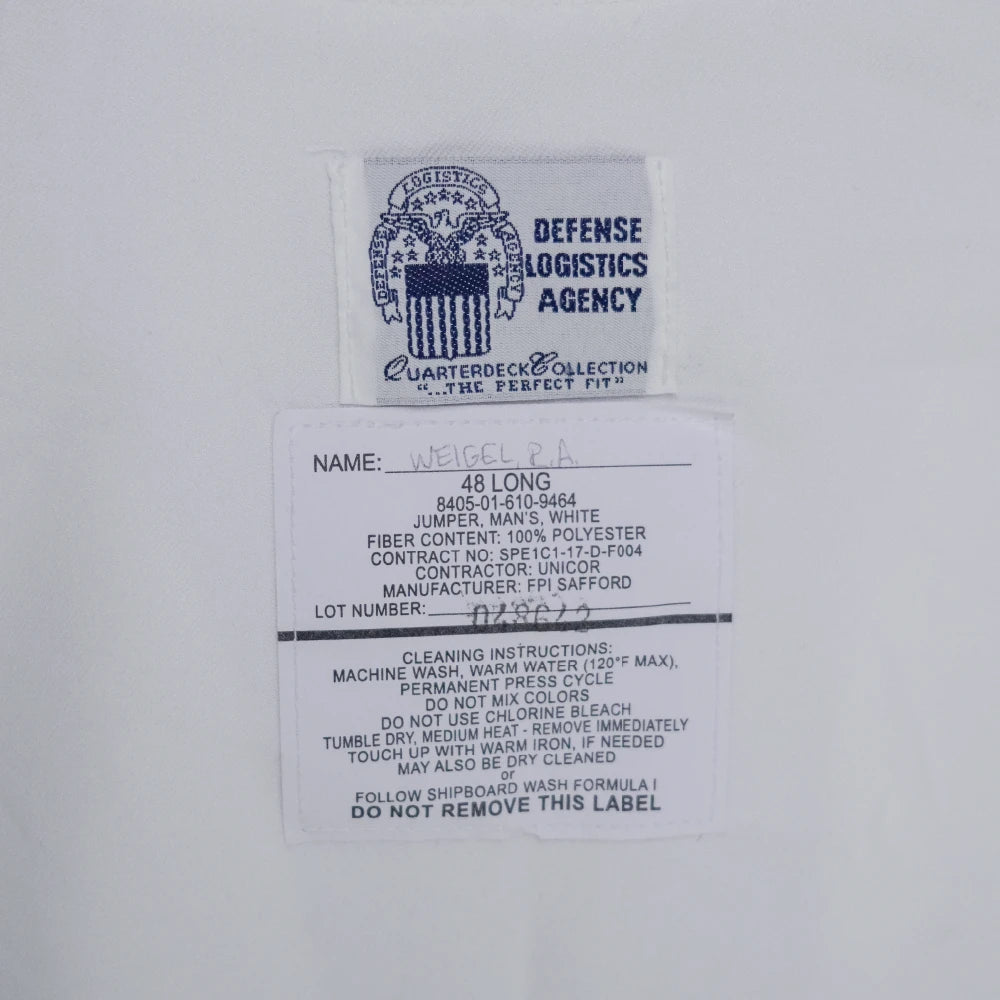 LOGISTICS
DEFENSE
AGENCY
DEFENSE
LOGISTICS
AGENCY
QUARTERDECK COLLECTION
"...THE PERFECT FIT"
NAME: WEIGEL, R.A.
48 LONG
8405-01-610-9464
JUMPER, MAN'S, WHITE
FIBER CONTENT: 100% POLYESTER
CONTRACT NO: SPE1C1-17-D-F004
CONTRACTOR: UNICOR
MANUFACTURER: FPI SAFFORD
LOT NUMBER:
CLEANING INSTRUCTIONS:
MACHINE WASH, WARM WATER (120°F MAX),
PERMANENT PRESS CYCLE
DO NOT MIX COLORS
DO NOT USE CHLORINE BLEACH
TUMBLE DRY, MEDIUM HEAT - REMOVE IMMEDIATELY
TOUCH UP WITH WARM IRON, IF NEEDED
MAY ALSO BE DRY CLEANED
or
FOLLOW SHIPBOARD WASH FORMULA I
DO NOT REMOVE THIS LABEL